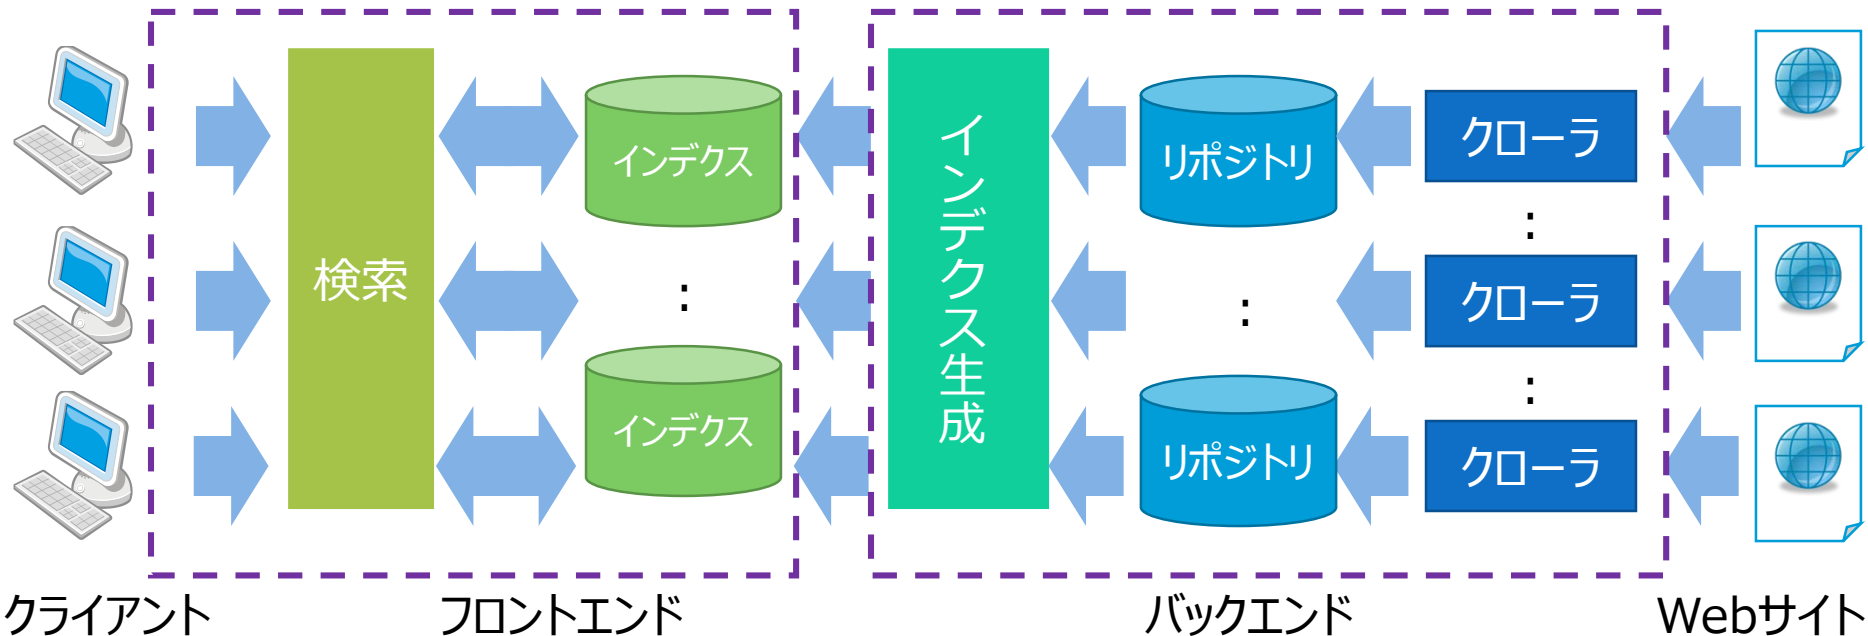 検索
インデクス
:
インデクス
インデクス生成
リポジトリ
:
リポジトリ
クローラ
:
クローラ
:
クローラ
クライアント
フロントエンド
バックエンド
Webサイト